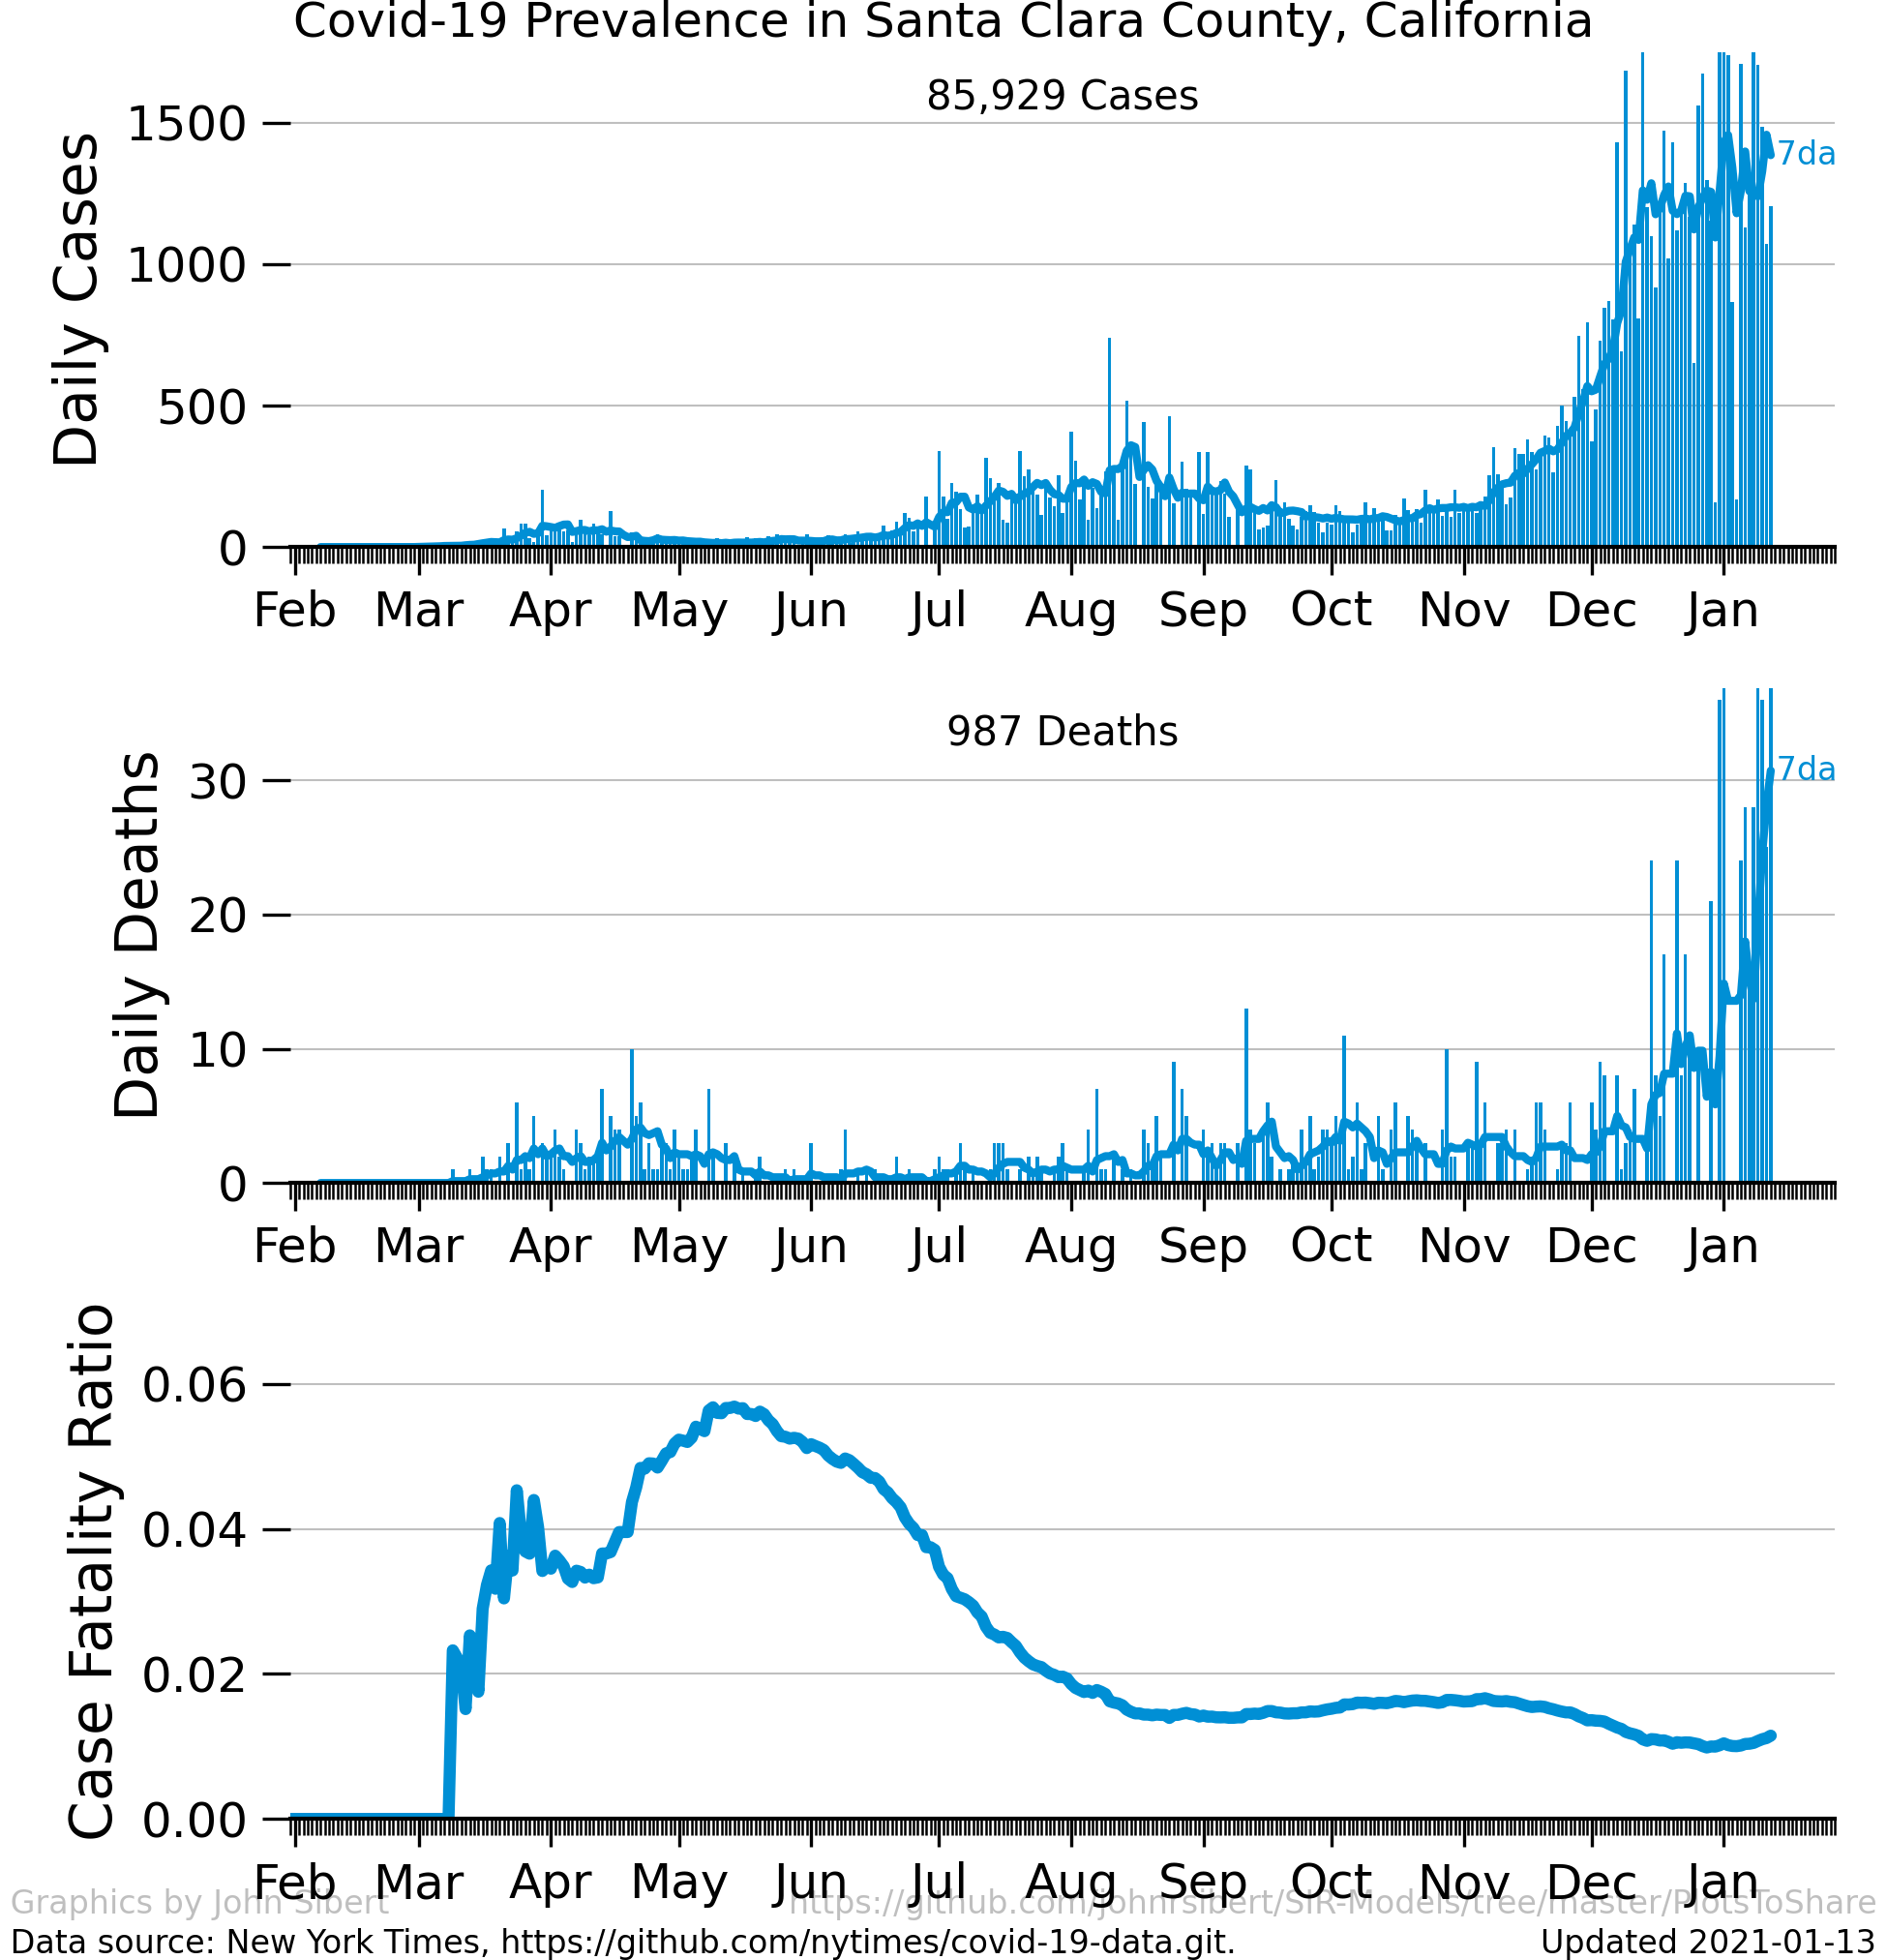 Covid-19 Prevalence in Santa Clara County, California
85,929 Cases
Daily Cases
1500
1000
500
0
7da
Feb Mar Apr May Jun Jul Aug Sep Oct Nov Dec Jan
987 Deaths
Daily Deaths
30
20
10
0
7da
Feb Mar Apr May Jun Jul Aug Sep Oct Nov Dec Jan
Case Fatality Ratio
0.06
0.04
0.02
0.00
Feb Mar Apr May Jun Jul Aug Sep Oct Nov Dec Jan
Graphics by John Sibert https://github.com/johnrsibert/SIR-Models/tree/master/PlotsToShare
Data source: New York Times, https://github.com/nytimes/covid-19-data.git. Updated 2021-01-13